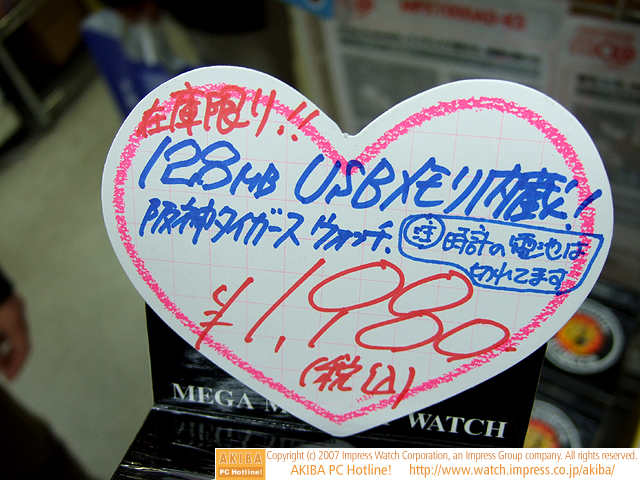 在庫限り!!
128MB USBメモリ内蔵!!
阪神タイガース ウォッチ、
注 時計の電池は
切れてます
¥1,980
(税込)
MEGA M WATCH
AKIBA
PC Hotline!
Copyright (c) 2007 Impress Watch Corporation, an Impress Group company. All rights reserved.
AKIBA PC Hotline! http://www.watch.impress.co.jp/akiba/